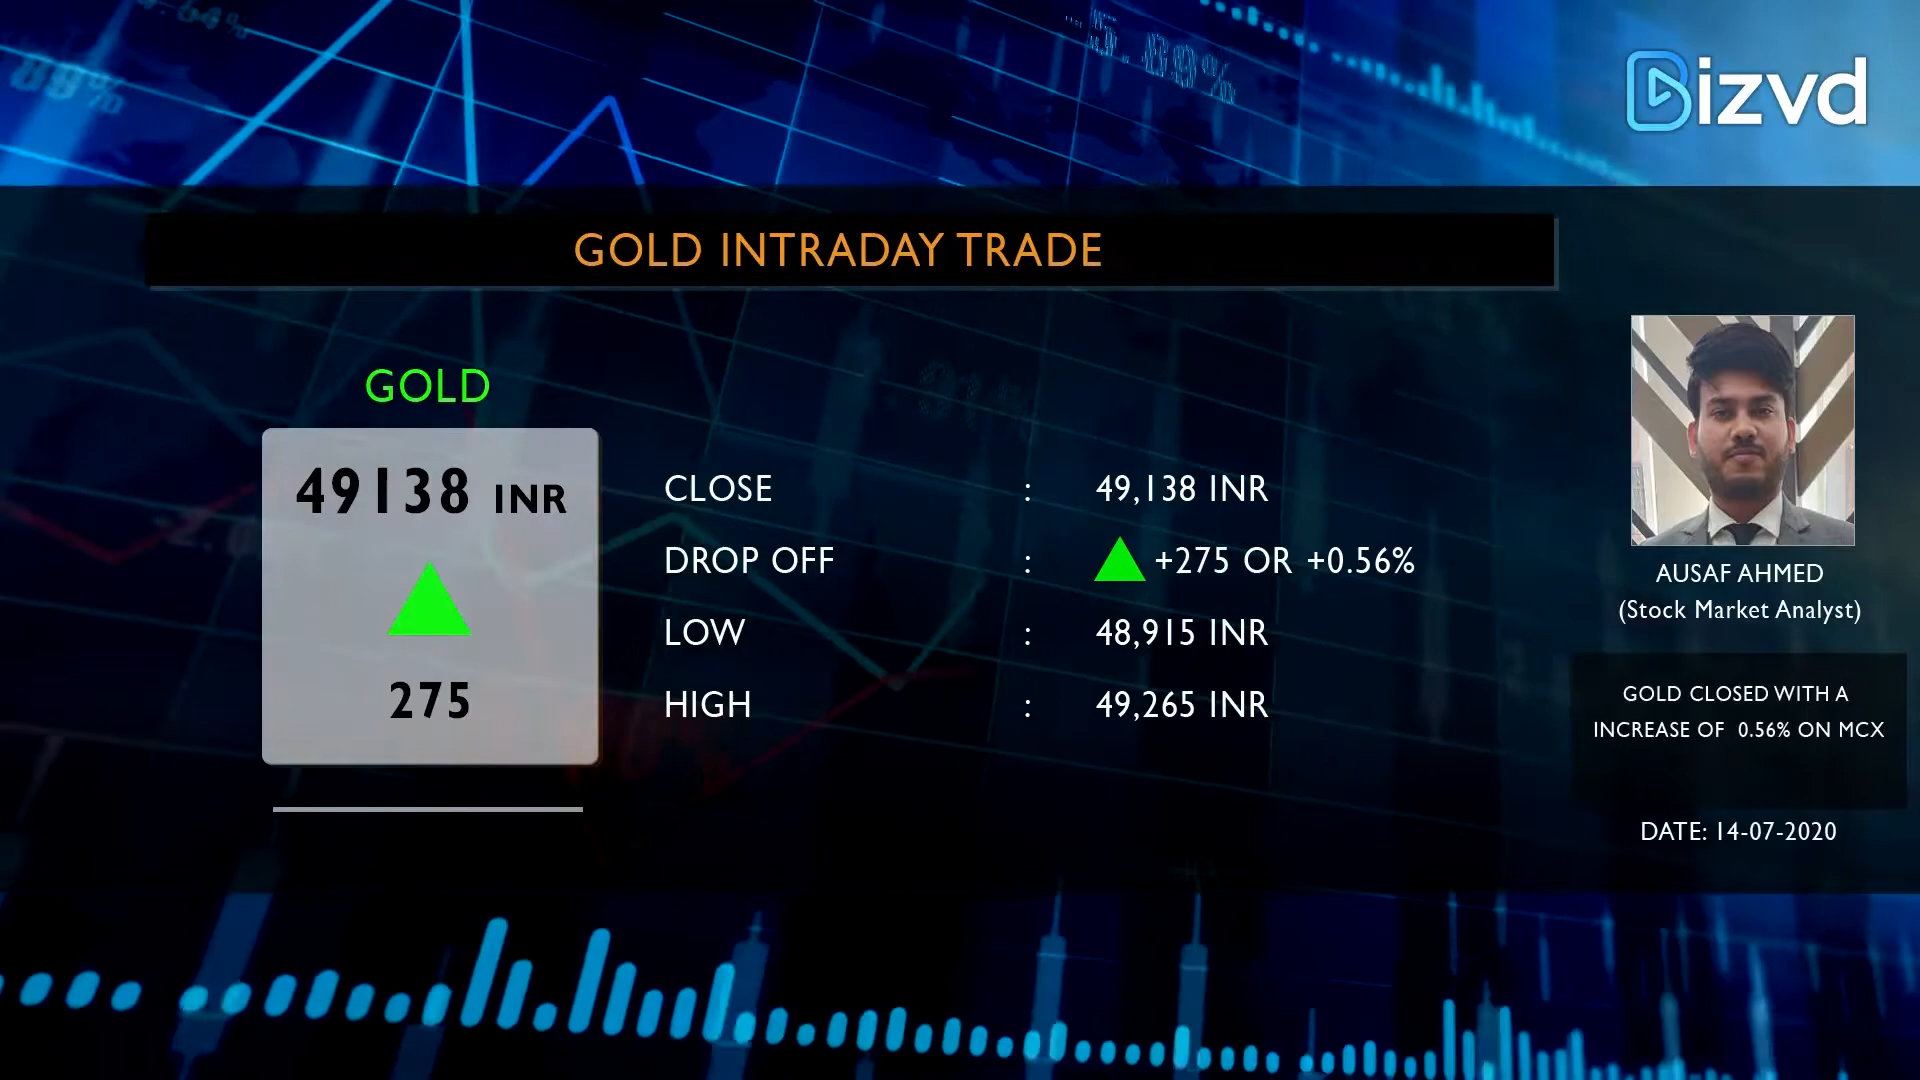 Bizvd
5.89%
GOLD INTRADAY TRADE
GOLD
49138 INR
275
CLOSE : 49,138 INR
DROP OFF : +275 OR +0.56%
LOW : 48,915 INR
HIGH : 49,265 INR
AUSAF AHMED
(Stock Market Analyst)
GOLD CLOSED WITH A
INCREASE OF 0.56% ON MCX
DATE: 14-07-2020